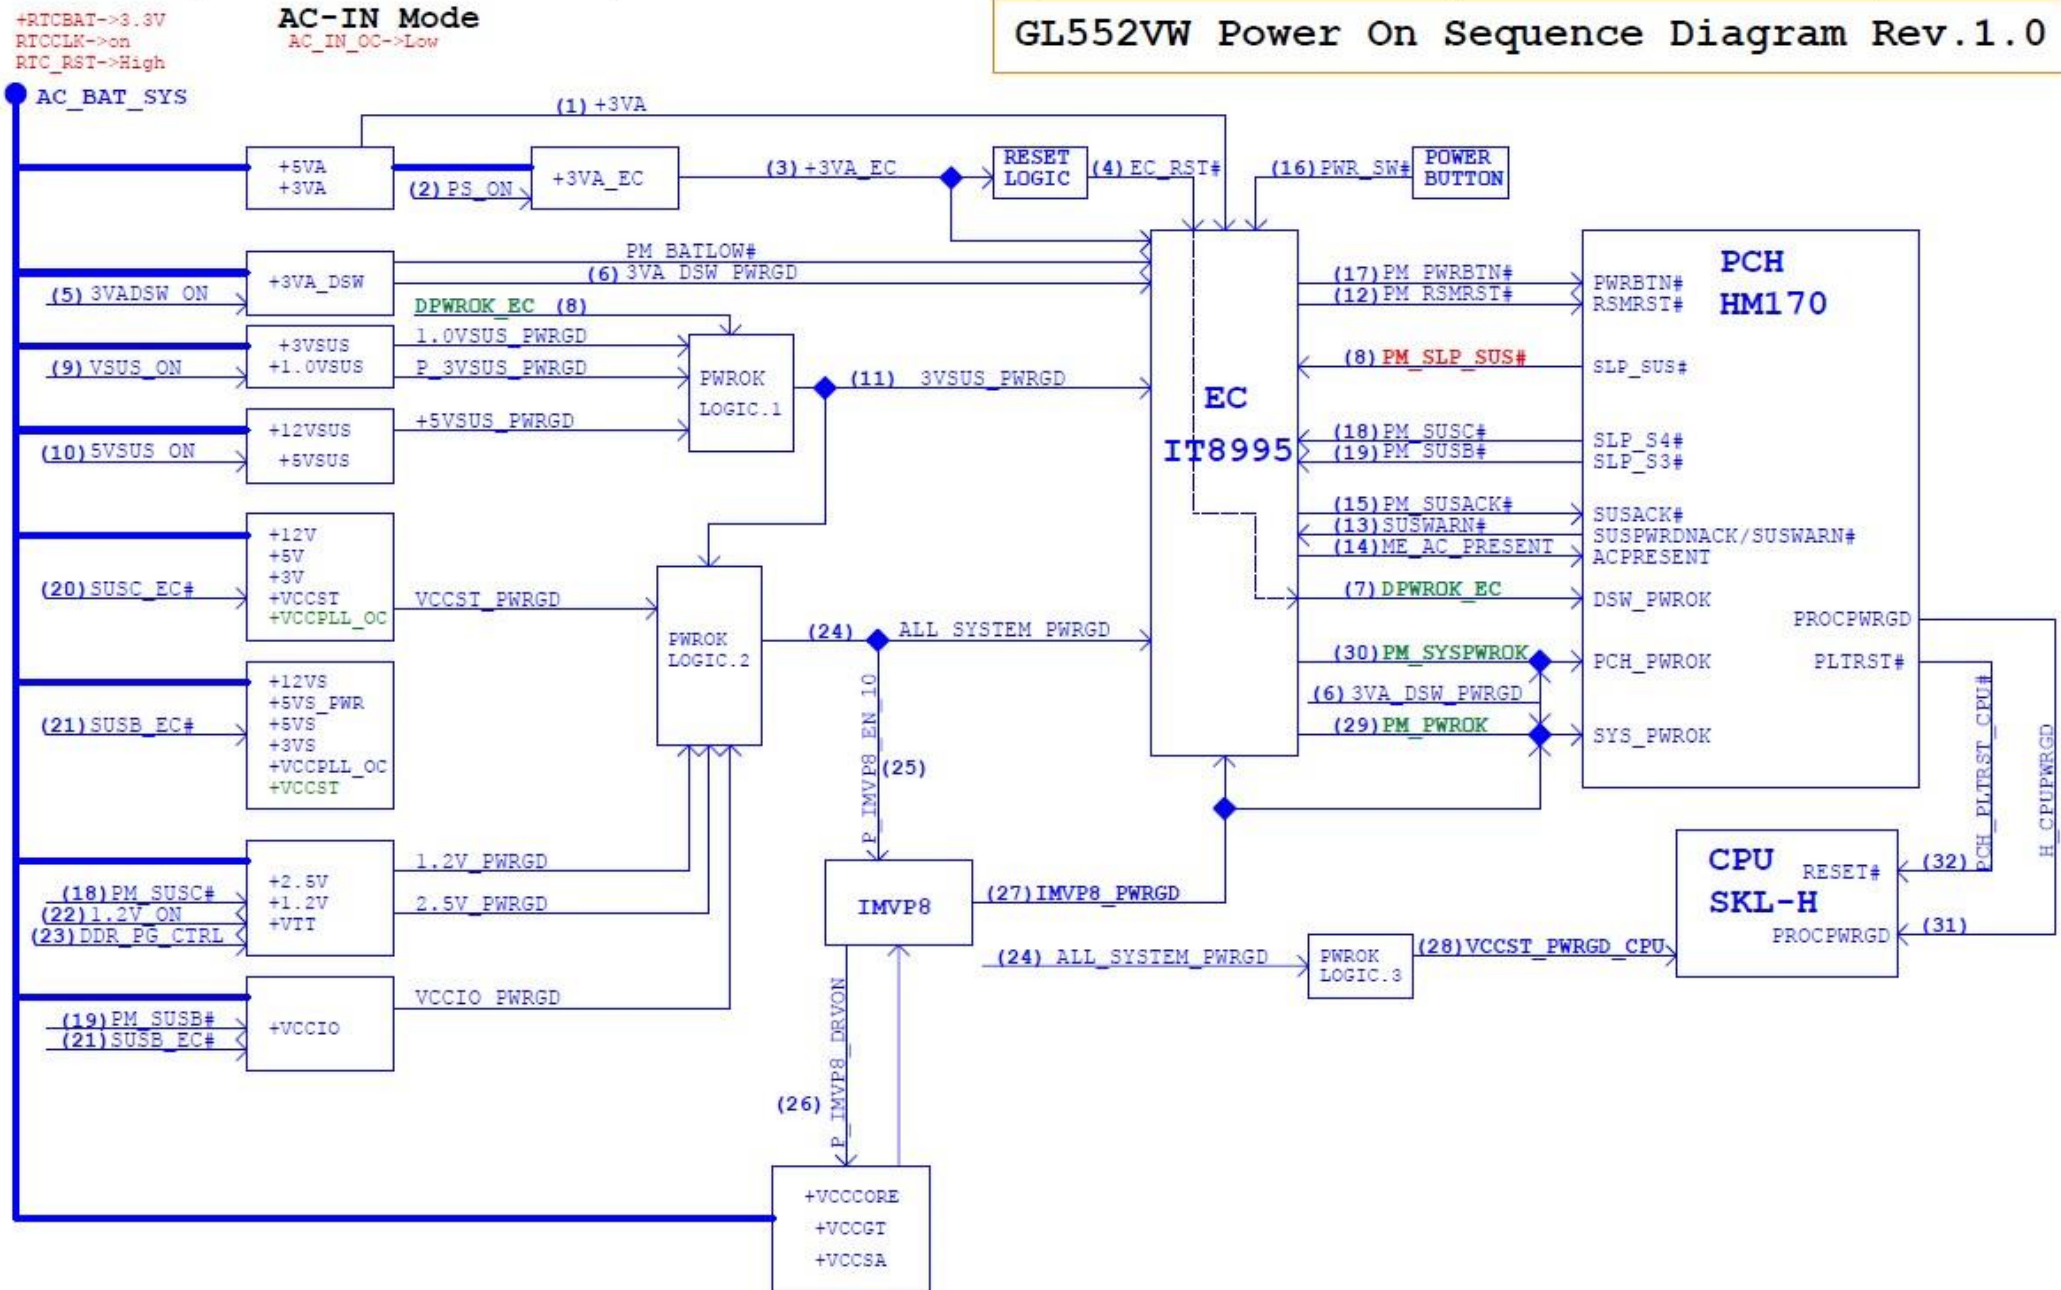 +RTCBAT->3.3V
RTCCLK->on
RTC_RST->High
AC-IN Mode
AC_IN_OC->Low
GL552VW Power On Sequence Diagram Rev.1.0
AC_BAT_SYS
(1) +3VA
+5VA
+3VA
(2) PS_ON
+3VA_EC
(3) +3VA_EC
RESET
LOGIC
(4) EC_RST#
(16) PWR_SW#
POWER
BUTTON
PM_BATLOW#
(6) 3VA_DSW_PWRGD
+3VA_DSW
(5) 3VADSW_ON
DPWROK_EC (8)
+3VSUS
+1.0VSUS
(9) VSUS_ON
1.0VSUS_PWRGD
P_3VSUS_PWRGD
PWROK
LOGIC.1
(11) 3VSUS_PWRGD
+12VSUS
+5VSUS
(10) 5VSUS_ON
+5VSUS_PWRGD
+12V
+5V
+3V
+VCCST
+VCCPLL_OC
(20) SUSC_EC#
VCCST_PWRGD
PWROK
LOGIC.2
(24) ALL_SYSTEM_PWRGD
+12VS
+5VS_PWR
+5VS
+3VS
+VCCPLL_OC
+VCCST
(21) SUSB_EC#
P_IMVP8_EN_10
(25)
+2.5V
+1.2V
+VTT
(18) PM_SUSC#
(22) 1.2V_ON
(23) DDR_PG_CTRL
1.2V_PWRGD
2.5V_PWRGD
+VCCIO
(19) PM_SUSB#
(21) SUSB_EC#
VCCIO_PWRGD
IMVP8
(27) IMVP8_PWRGD
P_IMVP8_DRVON
(26)
+VCCCORE
+VCCGT
+VCCSA
EC
IT8995
(17) PM_PWRBTN#
(12) PM_RSMRST#
(8) PM_SLP_SUS#
(18) PM_SUSC#
(19) PM_SUSB#
(15) PM_SUSACK#
(13) SUSWARN#
(14) ME_AC_PRESENT
(7) DPWROK_EC
(30) PM_SYSPWROK
(6) 3VA_DSW_PWRGD
(29) PM_PWROK
PCH
HM170
PWRBTN#
RSMRST#
SLP_SUS#
SLP_S4#
SLP_S3#
SUSACK#
SUSPWRDNACK/SUSWARN#
ACPRESENT
DSW_PWROK
PROCPWRGD
PCH_PWROK
PLTRST#
SYS_PWROK
PCH_PLTRST_CPU#
H_CPUPWRGD
CPU
SKL-H
RESET#
(32)
PROCPWRGD
(31)
(24) ALL_SYSTEM_PWRGD
PWROK
LOGIC.3
(28) VCCST_PWRGD_CPU